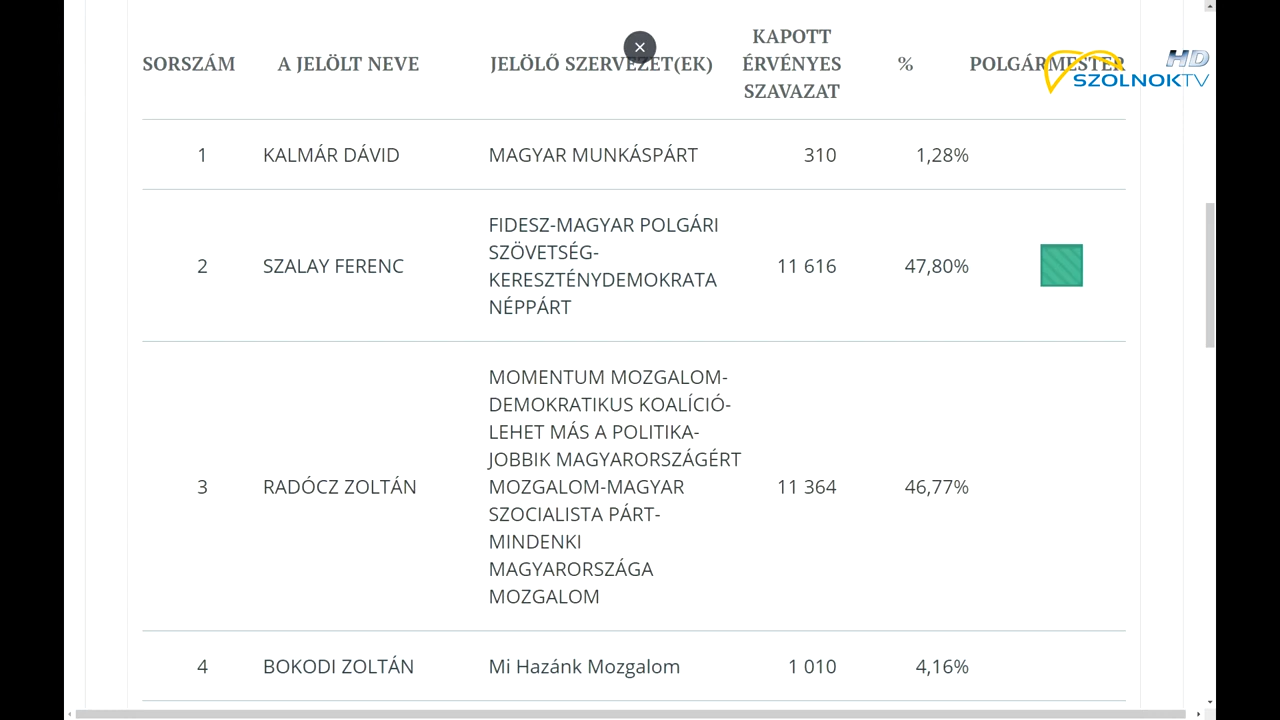 SORSZÁM
A JELÖLT NEVE
JELÖLŐ SZERVEZET(EK)
KAPOTT
ÉRVÉNYES
SZAVAZAT
%
POLGÁRMESTER
HD
SZOLNOKTV
1
KALMÁR DÁVID
MAGYAR MUNKÁSPÁRT
310
1,28%
2
SZALAY FERENC
FIDESZ-MAGYAR POLGÁRI
SZÖVETSÉG-
KERESZTÉNYDEMOKRATA
NÉPPÁRT
11 616
47,80%
3
RADÓCZ ZOLTÁN
MOMENTUM MOZGALOM-
DEMOKRATIKUS KOALÍCIÓ-
LEHET MÁS A POLITIKA-
JOBBIK MAGYARORSZÁGÉRT
MOZGALOM-MAGYAR
SZOCIALISTA PÁRT-
MINDENKI
MAGYARORSZÁGA
MOZGALOM
11 364
46,77%
4
BOKODI ZOLTÁN
Mi Hazánk Mozgalom
1 010
4,16%